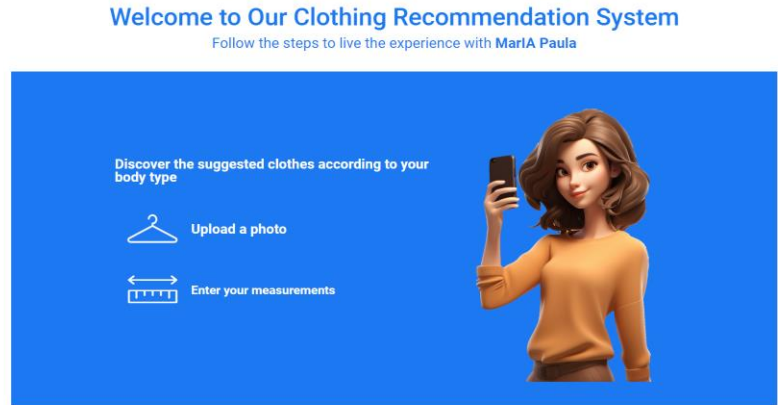 Welcome to Our Clothing Recommendation System
Follow the steps to live the experience with MarIA Paula
Discover the suggested clothes according to your
body type
Upload a photo
Enter your measurements